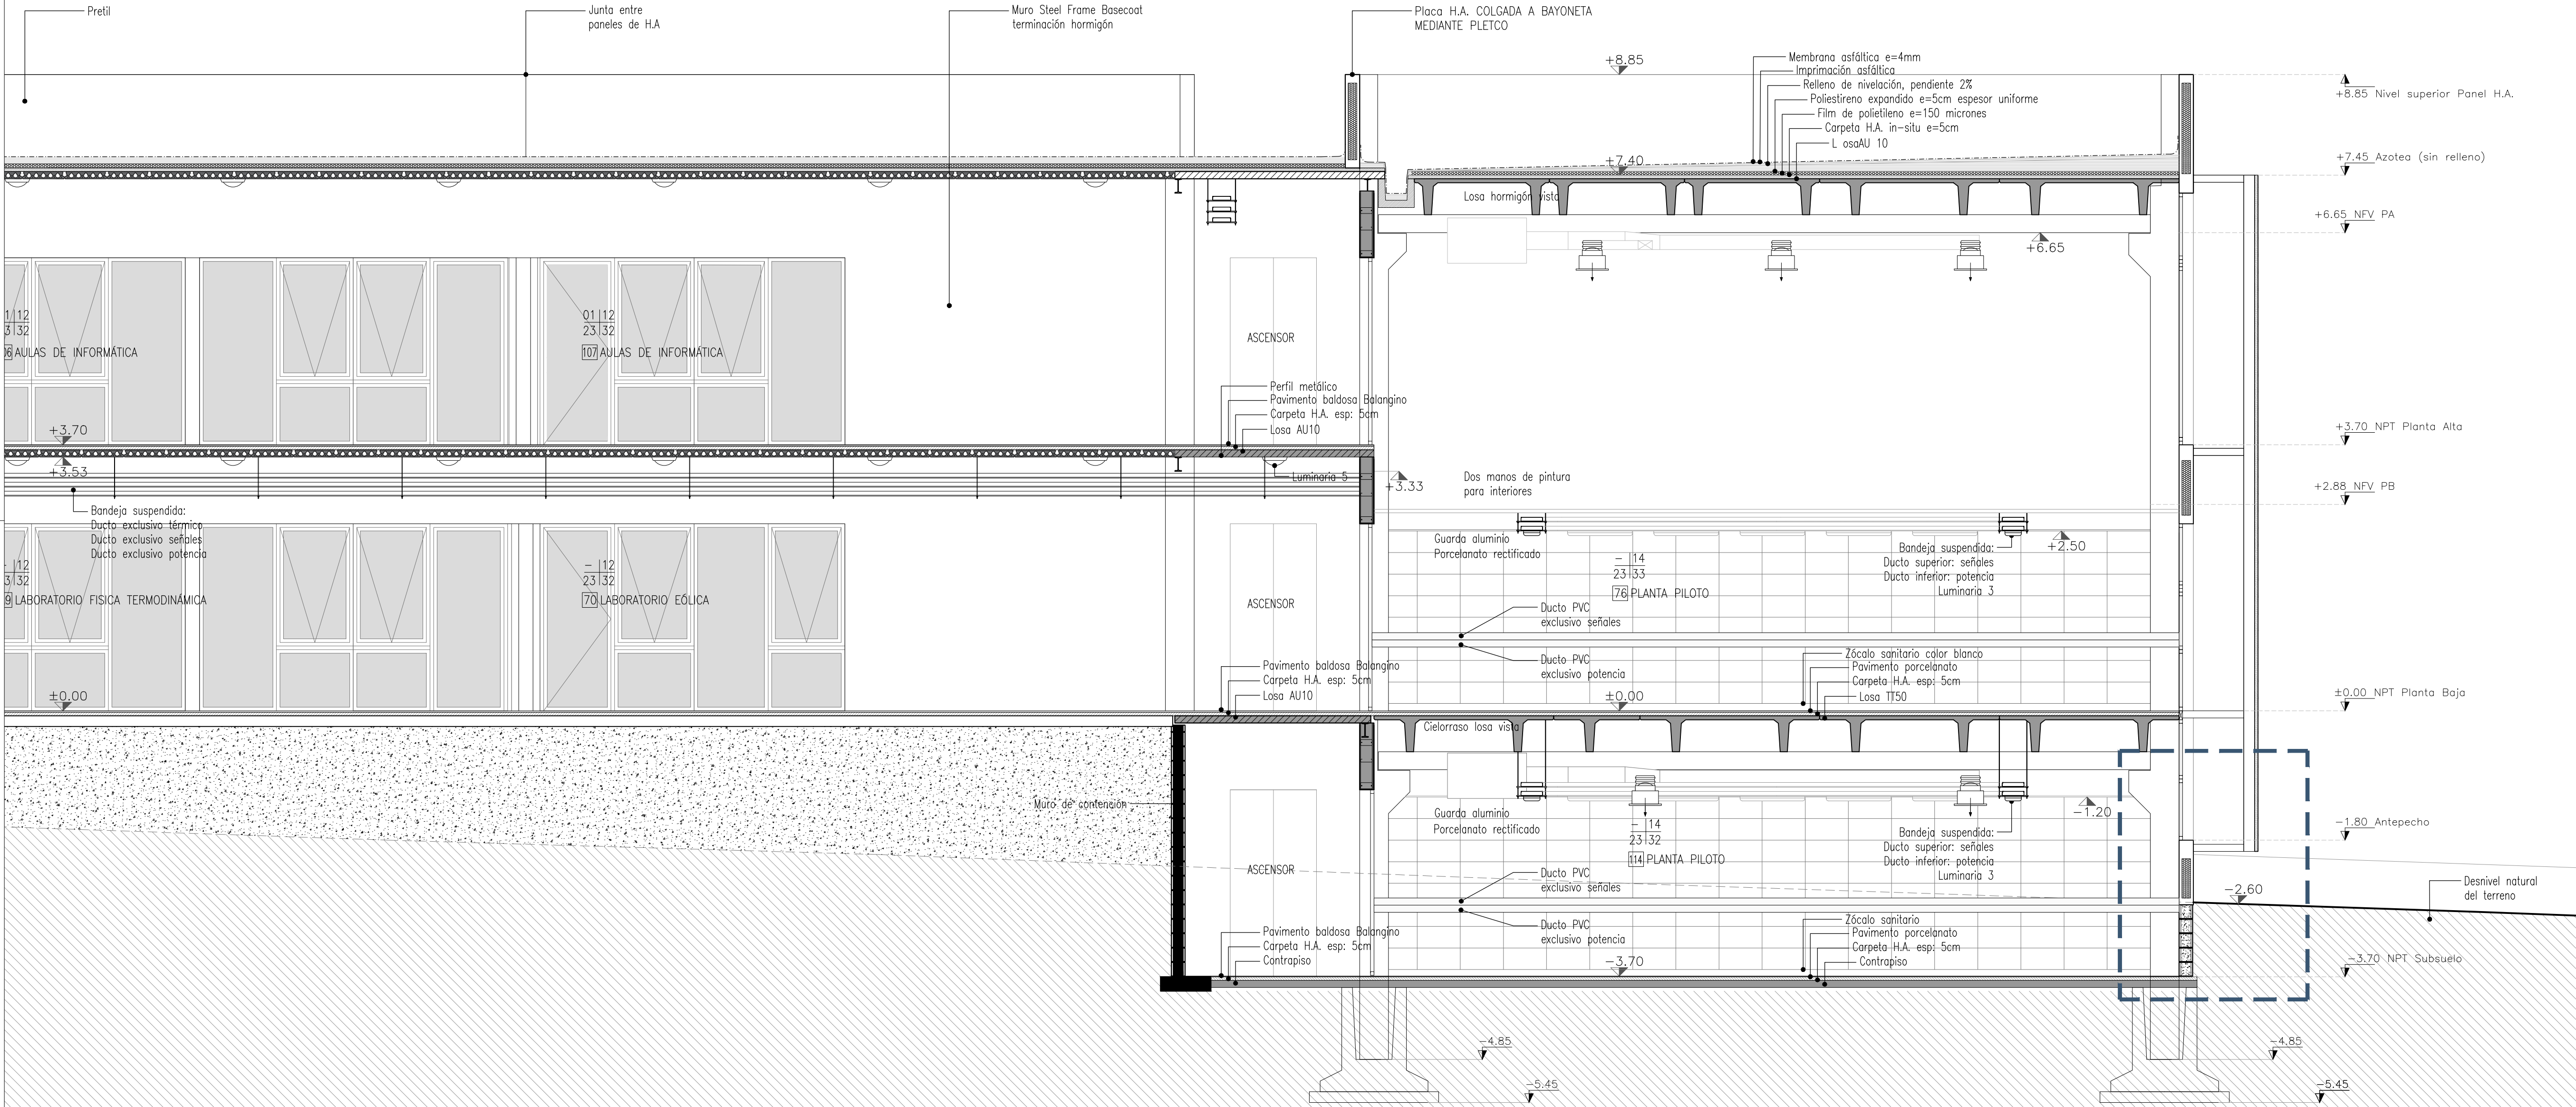 Pretil
Junta entre
paneles de H.A
Muro Steel Frame Basecoat
terminación hormigón
Placa H.A. COLGADA A BAYONETA
MEDIANTE PLETCO
+8.85
Membrana asfáltica e=4mm
Imprimación asfáltica
Relleno de nivelación, pendiente 2%
Poliestireno expandido e=5cm espesor uniforme
Film de polietileno e=150 micrones
Carpeta H.A. in-situ e=5cm
L osaAU 10
+8.85 Nivel superior Panel H.A.
+7.40
+7.45 Azotea (sin relleno)
Losa hormigón vista
+6.65 NFV PA
+6.65
01 12
23 32
107 AULAS DE INFORMÁTICA
1 12
3 32
06 AULAS DE INFORMÁTICA
ASCENSOR
Perfil metálico
Pavimento baldosa Balangino
Carpeta H.A. esp: 5cm
Losa AU10
+3.70
+3.53
+3.70 NPT Planta Alta
Luminaria 5
+3.33
Dos manos de pintura
para interiores
+2.88 NFV PB
Bandeja suspendida:
Ducto exclusivo térmico
Ducto exclusivo señales
Ducto exclusivo potencia
Guarda aluminio
Porcelanato rectificado
- 14
23 33
76 PLANTA PILOTO
Bandeja suspendida:
Ducto superior: señales
Ducto inferior: potencia
Luminaria 3
+2.50
- 12
3 32
9 LABORATORIO FISICA TERMODINÁMICA
- 12
23 32
70 LABORATORIO EÓLICA
ASCENSOR
Ducto PVC
exclusivo señales
Ducto PVC
exclusivo potencia
Pavimento baldosa Balangino
Carpeta H.A. esp: 5cm
Losa AU10
Zócalo sanitario color blanco
Pavimento porcelanato
Carpeta H.A. esp: 5cm
Losa TT50
±0.00
±0.00
±0.00 NPT Planta Baja
Cielorraso losa vista
Muro de contención
Guarda aluminio
Porcelanato rectificado
- 14
23 32
114 PLANTA PILOTO
Bandeja suspendida:
Ducto superior: señales
Ducto inferior: potencia
Luminaria 3
-1.20
-1.80 Antepecho
ASCENSOR
Ducto PVC
exclusivo señales
Ducto PVC
exclusivo potencia
-2.60
Desnivel natural
del terreno
Pavimento baldosa Balangino
Carpeta H.A. esp: 5cm
Contrapiso
Zócalo sanitario
Pavimento porcelanato
Carpeta H.A. esp: 5cm
Contrapiso
-3.70
-3.70 NPT Subsuelo
-4.85
-4.85
-5.45
-5.45